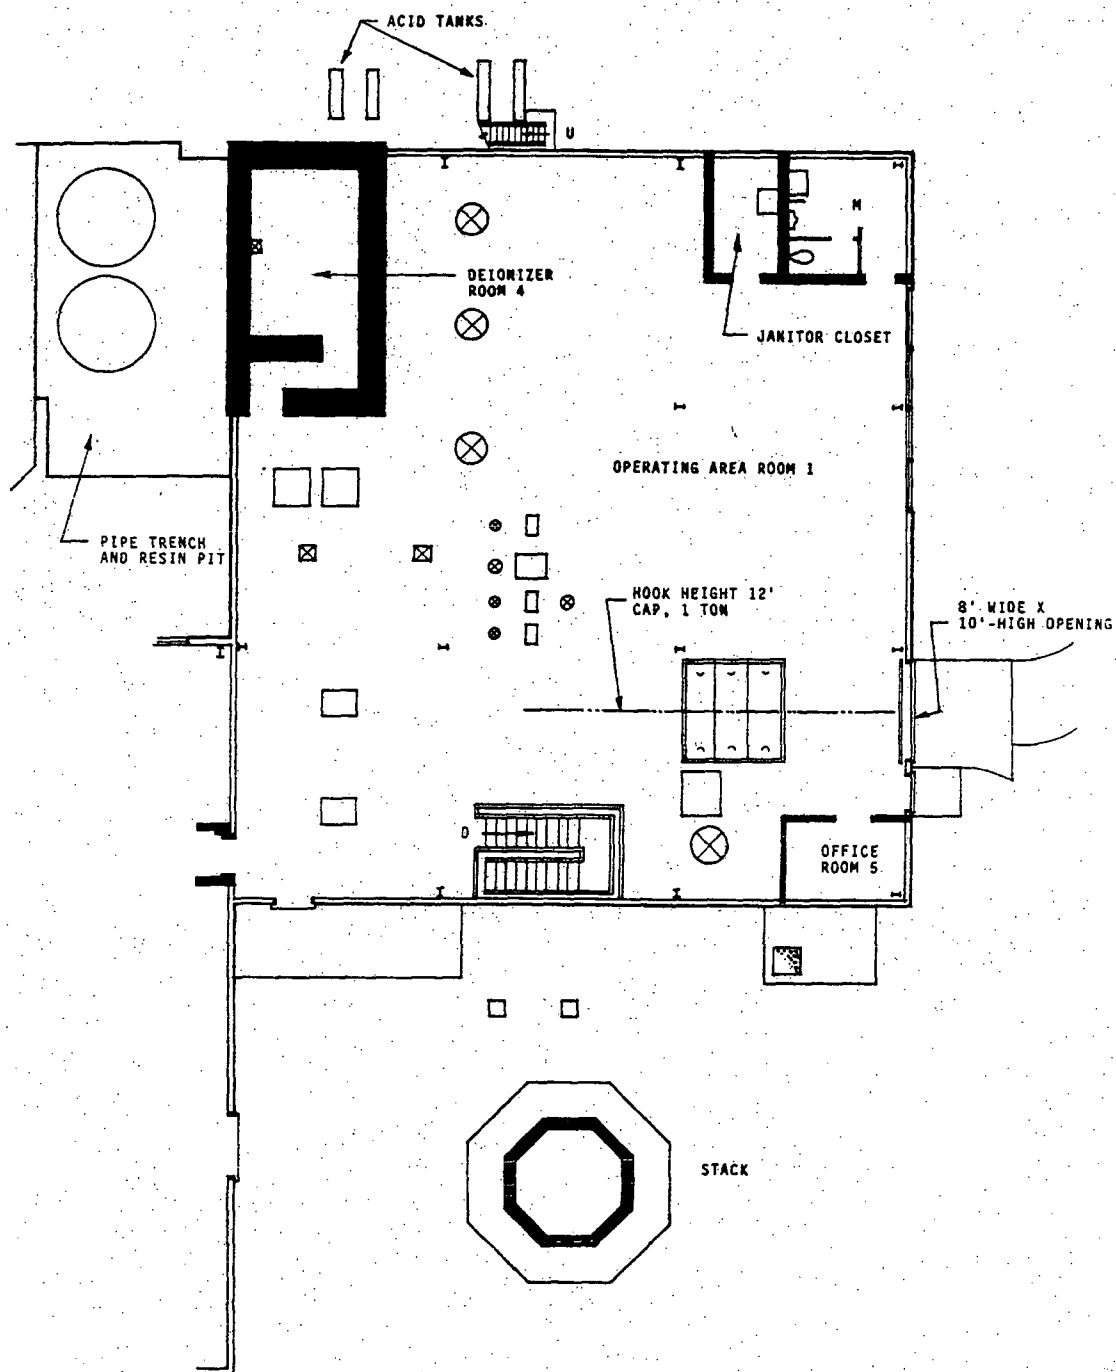 ACID TANKS
U
M
DEIONIZER
ROOM 4
JANITOR CLOSET
OPERATING AREA ROOM 1
PIPE TRENCH
AND RESIN PIT
HOOK HEIGHT 12'
CAP, 1 TON
8' WIDE X
10'-HIGH OPENING
D
OFFICE
ROOM 5
STACK